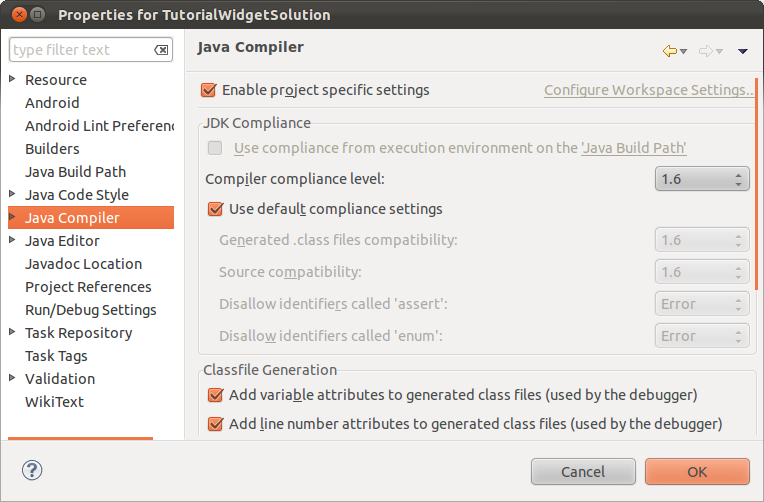 Properties for TutorialWidgetSolution
type filter text
Resource
Android
Android Lint Preferen
Builders
Java Build Path
Java Code Style
Java Compiler
Java Editor
Javadoc Location
Project References
Run/Debug Settings
Task Repository
Task Tags
Validation
WikiText
Java Compiler
Enable project specific settings
Configure Workspace Settings...
JDK Compliance
Use compliance from execution environment on the 'Java Build Path'
Compiler compliance level: 1.6
Use default compliance settings
Generated .class files compatibility: 1.6
Source compatibility: 1.6
Disallow identifiers called 'assert': Error
Disallow identifiers called 'enum': Error
Classfile Generation
Add variable attributes to generated class files (used by the debugger)
Add line number attributes to generated class files (used by the debugger)
?
Cancel
OK